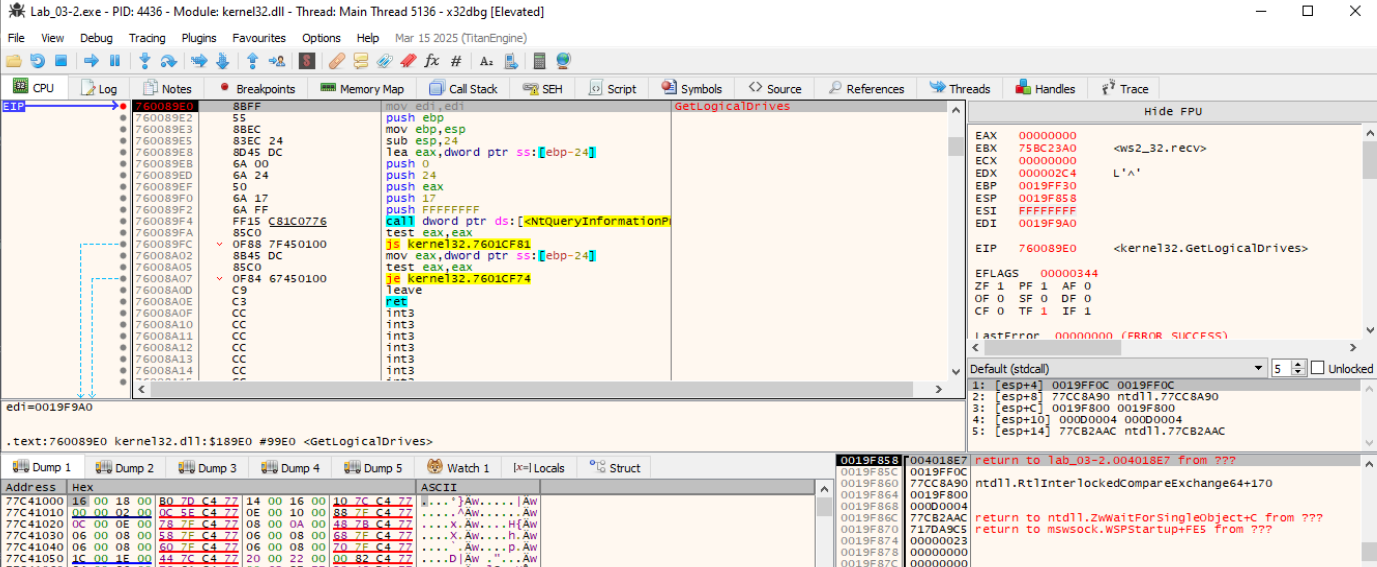 Lab_03-2.exe - PID: 4436 - Module: kernel32.dll - Thread: Main Thread 5136 - x32dbg [Elevated]
File View Debug Tracing Plugins Favourites Options Help Mar 15 2025 (TitanEngine)
CPU Log Notes Breakpoints Memory Map Call Stack SEH Script Symbols Source References Threads Handles Trace
EIP 760089E0 8BFF mov edi,edi GetLogicalDrives
760089E2 55 push ebp
760089E3 8BEC mov ebp,esp
760089E5 83EC 24 sub esp,24
760089E8 8D45 DC lea eax,dword ptr ss:[ebp-24]
760089EB 6A 00 push 0
760089ED 6A 24 push 24
760089EF 50 push eax
760089F0 6A 17 push 17
760089F2 6A FF push FFFFFFFF
760089F4 FF15 C81C0776 call dword ptr ds:[<NtQueryInformationPr
760089FA 85C0 test eax,eax
760089FC 0F88 7F450100 js kernel32.7601CF81
76008A02 8B45 DC mov eax,dword ptr ss:[ebp-24]
76008A05 85C0 test eax,eax
76008A07 0F84 67450100 je kernel32.7601CF74
76008A0D C9 leave
76008A0E C3 ret
76008A0F CC int3
76008A10 CC int3
76008A11 CC int3
76008A12 CC int3
76008A13 CC int3
76008A14 CC int3
Hide FPU
EAX 00000000
EBX 75BC23A0 <ws2_32.recv>
ECX 00000000
EDX 000002C4 L'˄'
EBP 0019FF30
ESP 0019F858
ESI FFFFFFFF
EDI 0019F9A0
EIP 760089E0 <kernel32.GetLogicalDrives>
EFLAGS 00000344
ZF 1 PF 1 AF 0
OF 0 SF 0 DF 0
CF 0 TF 1 IF 1
LastError 00000000 (ERROR_SUCCESS)
Default (stdcall) 5 Unlocked
1: [esp+4] 0019FF0C 0019FF0C
2: [esp+8] 77CC8A90 ntdll.77CC8A90
3: [esp+C] 0019F800 0019F800
4: [esp+10] 000D0004 000D0004
5: [esp+14] 77CB2AAC ntdll.77CB2AAC
edi=0019F9A0
.text:760089E0 kernel32.dll:$189E0 #99E0 <GetLogicalDrives>
Dump 1 Dump 2 Dump 3 Dump 4 Dump 5 Watch 1 [x=] Locals Struct
Address Hex ASCII
77C41000 16 00 18 00 B0 7D C4 77 14 00 16 00 10 7C C4 77 ....°}Äw.....|Äw
77C41010 00 00 02 00 0C 5E C4 77 0E 00 10 00 88 7F C4 77 .....^Äw......Äw
77C41020 0C 00 0E 00 78 7F C4 77 08 00 0A 00 48 7B C4 77 ....x.Äw....H{Äw
77C41030 06 00 08 00 58 7F C4 77 06 00 08 00 68 7F C4 77 ....X.Äw....h.Äw
77C41040 06 00 08 00 60 7F C4 77 06 00 08 00 70 7F C4 77 ....`.Äw....p.Äw
77C41050 1C 00 1E 00 44 7C C4 77 20 00 22 00 00 82 C4 77 ....D|Äw ."...Äw
0019F858 004018E7 return to lab_03-2.004018E7 from ???
0019F85C 0019FF0C
0019F860 77CC8A90 ntdll.RtlInterlockedCompareExchange64+170
0019F864 0019F800
0019F868 000D0004
0019F86C 77CB2AAC return to ntdll.ZwWaitForSingleObject+C from ???
0019F870 717DA9C5 return to mswsock.WSPStartup+FE5 from ???
0019F874 00000023
0019F878 00000000
0019F87C 00000000